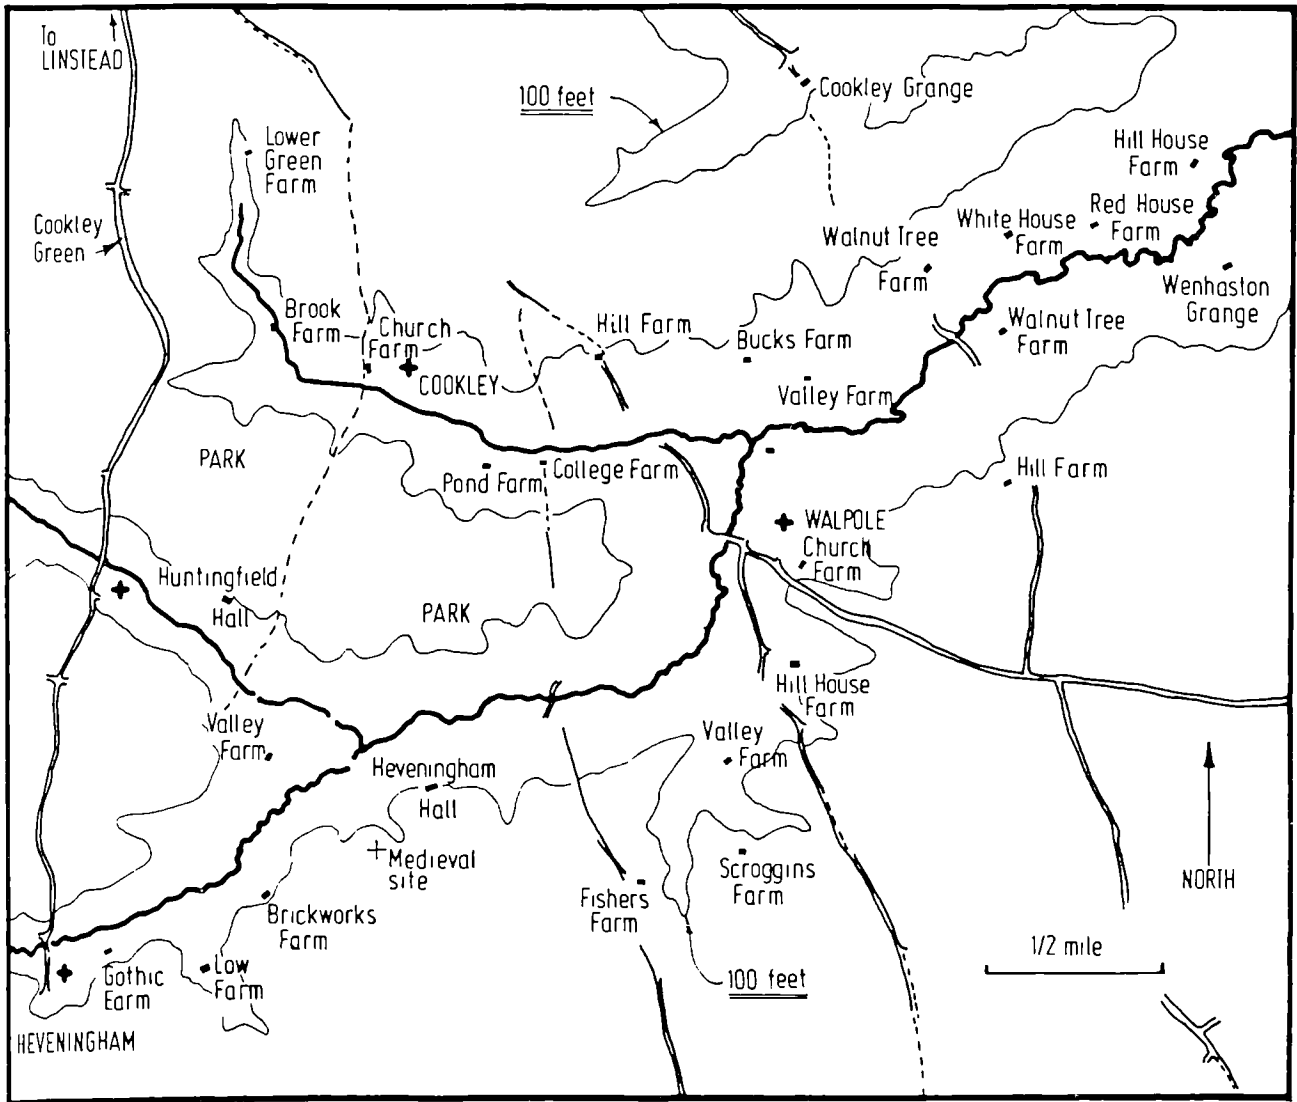 To
LINSTEAD
100 feet
Cookley Grange
Lower
Green
Farm
Hill House
Farm
Cookley
Green
Red House
Farm
White House
Farm
Walnut Tree
Farm
Wenhaston
Grange
Brook
Farm
Church
Farm
COOKLEY
Hill Farm
Bucks Farm
Walnut Tree
Farm
Valley Farm
PARK
Pond Farm
College Farm
Hill Farm
WALPOLE
Church
Farm
Huntingfield
Hall
PARK
Hill House
Farm
Valley
Farm
Valley
Farm
Heveningham
Hall
Medieval
site
Scroggins
Farm
Fishers
Farm
NORTH
Brickworks
Farm
1/2 mile
Gothic
Earm
Low
Farm
100 feet
HEVENINGHAM